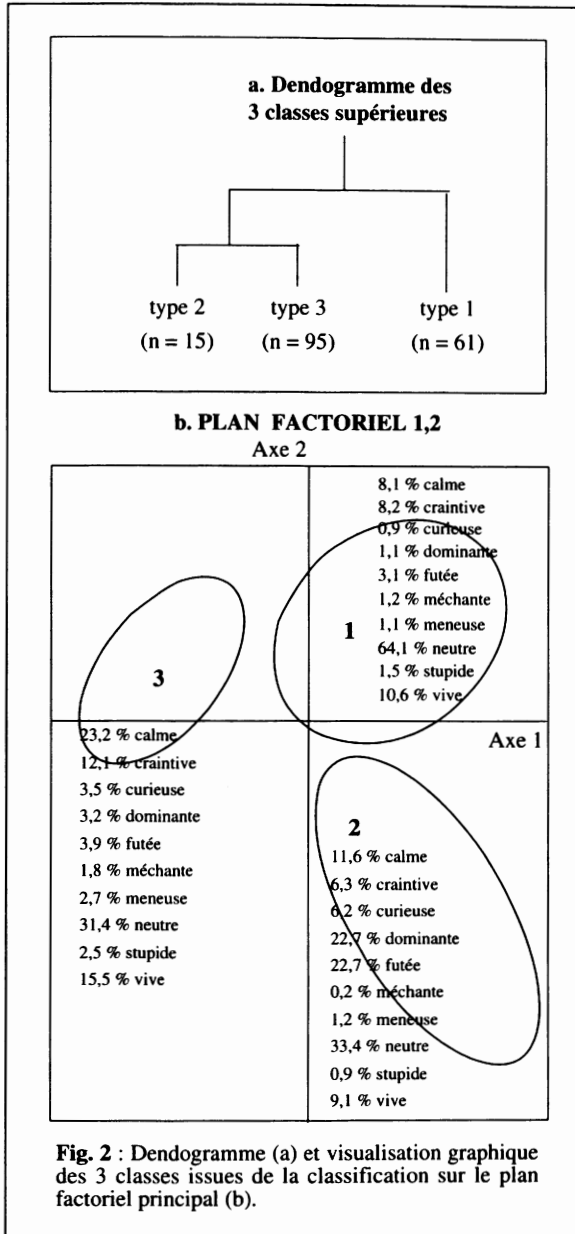 a. Dendogramme des
3 classes supérieures
type 2
type 3
type 1
(n = 15)
(n = 95)
(n = 61)
b. PLAN FACTORIEL 1,2
Axe 2
8,1 % calme
8,2 % craintive
0,9 % curieuse
1,1 % dominante
3,1 % futée
1,2 % méchante
1,1 % meneuse
64,1 % neutre
1,5 % stupide
10,6 % vive
1
3
Axe 1
23,2 % calme
12,1 % craintive
3,5 % curieuse
3,2 % dominante
3,9 % futée
1,8 % méchante
2,7 % meneuse
31,4 % neutre
2,5 % stupide
15,5 % vive
2
11,6 % calme
6,3 % craintive
6,2 % curieuse
22,7 % dominante
22,7 % futée
0,2 % méchante
1,2 % meneuse
33,4 % neutre
0,9 % stupide
9,1 % vive
Fig. 2 : Dendogramme (a) et visualisation graphique
des 3 classes issues de la classification sur le plan
factoriel principal (b).